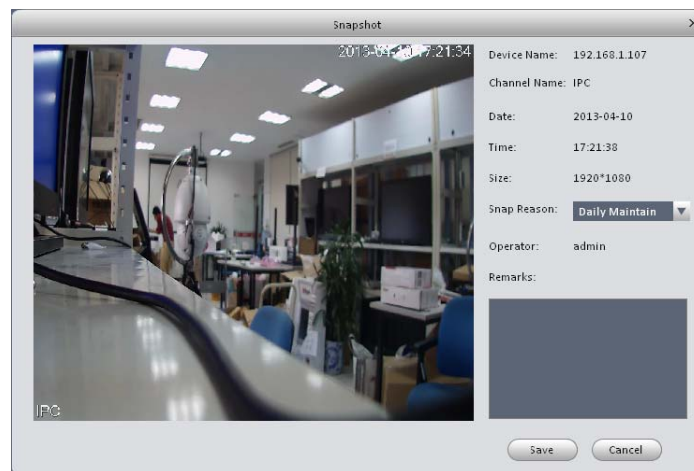 Snapshot
2013-04-10 17:21:34
IPC
Device Name: 192.168.1.107
Channel Name: IPC
Date: 2013-04-10
Time: 17:21:38
Size: 1920*1080
Snap Reason: Daily Maintain
Operator: admin
Remarks:
Save
Cancel